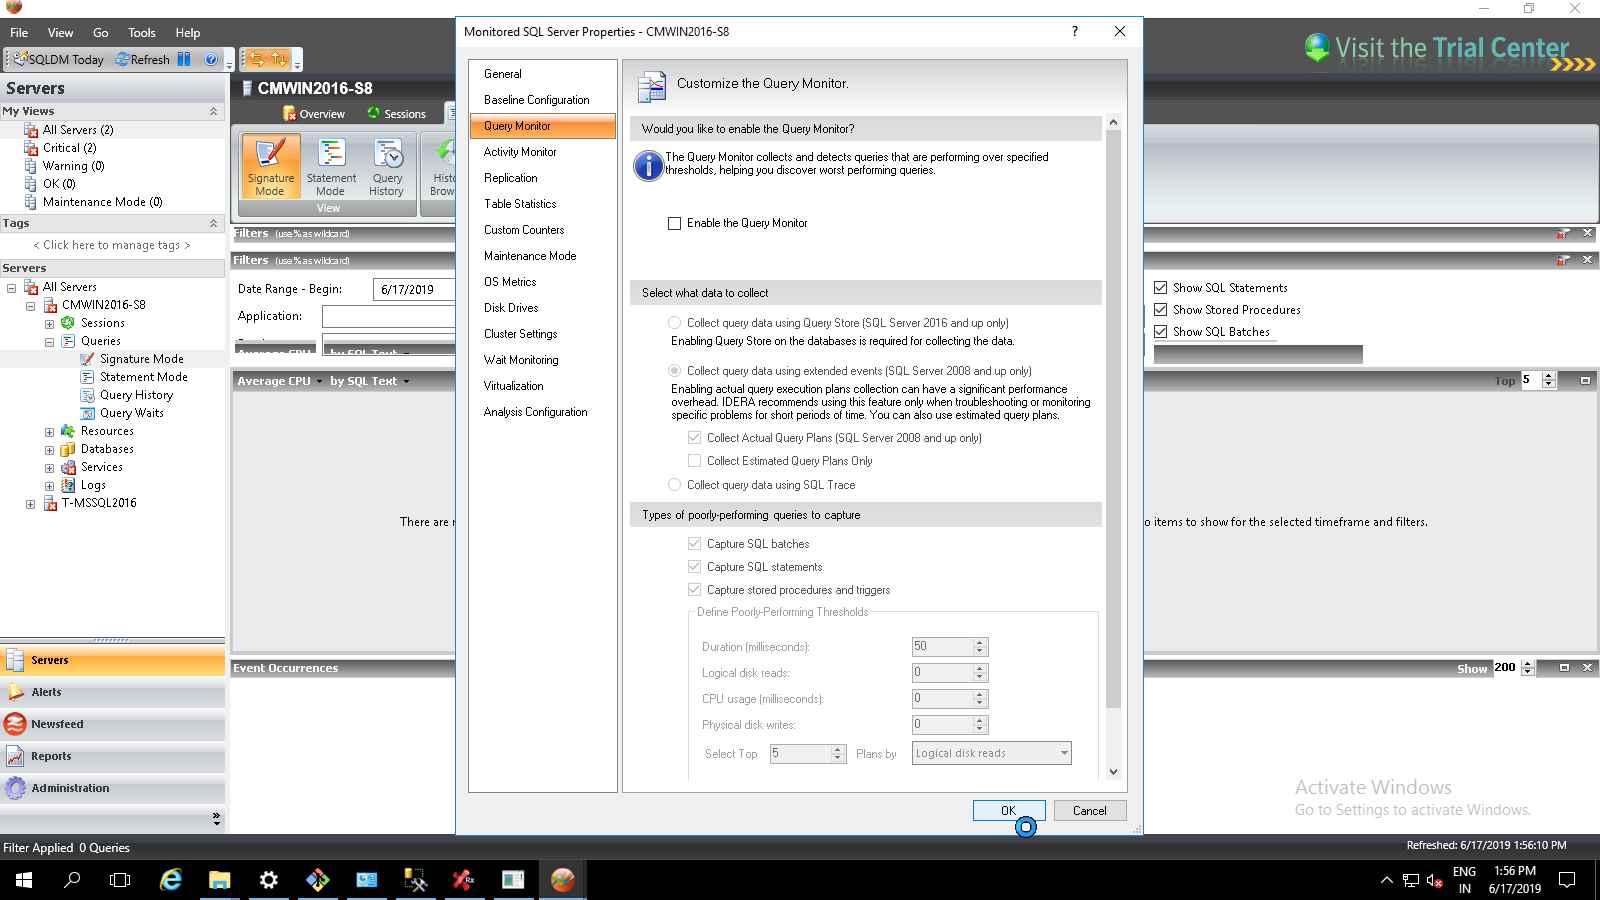 Monitored SQL Server Properties - CMWIN2016-S8
?
File View Go Tools Help
SQLDM Today Refresh
Visit the Trial Center
Servers
My Views
All Servers (2)
Critical (2)
Warning (0)
OK (0)
Maintenance Mode (0)
Tags
< Click here to manage tags >
Servers
All Servers
CMWIN2016-S8
Sessions
Queries
Signature Mode
Statement Mode
Query History
Query Waits
Resources
Databases
Services
Logs
T-MSSQL2016
Servers
Alerts
Newsfeed
Reports
Administration
CMWIN2016-S8
Overview Sessions
Signature Mode
Statement Mode
Query History
View
Filters (use % as wildcard)
Filters (use % as wildcard)
Date Range - Begin: 6/17/2019
Application:
Average CPU by SQL Text
Average CPU by SQL Text
There are
Event Occurrences
General
Baseline Configuration
Query Monitor
Activity Monitor
Replication
Table Statistics
Custom Counters
Maintenance Mode
OS Metrics
Disk Drives
Cluster Settings
Wait Monitoring
Virtualization
Analysis Configuration
Customize the Query Monitor.
Would you like to enable the Query Monitor?
The Query Monitor collects and detects queries that are performing over specified
thresholds, helping you discover worst performing queries.
Enable the Query Monitor
Select what data to collect
Collect query data using Query Store (SQL Server 2016 and up only)
Enabling Query Store on the databases is required for collecting the data.
Collect query data using extended events (SQL Server 2008 and up only)
Enabling actual query execution plans collection can have a significant performance
overhead. IDERA recommends using this feature only when troubleshooting or monitoring
specific problems for short periods of time. You can also use estimated query plans.
Collect Actual Query Plans (SQL Server 2008 and up only)
Collect Estimated Query Plans Only
Collect query data using SQL Trace
Types of poorly-performing queries to capture
Capture SQL batches
Capture SQL statements
Capture stored procedures and triggers
Define Poorly-Performing Thresholds
Duration (milliseconds): 50
Logical disk reads: 0
CPU usage (milliseconds): 0
Physical disk writes: 0
Select Top 5 Plans by Logical disk reads
OK Cancel
Show SQL Statements
Show Stored Procedures
Show SQL Batches
Top 5
o items to show for the selected timeframe and filters.
Show 200
Activate Windows
Go to Settings to activate Windows.
Filter Applied 0 Queries
Refreshed: 6/17/2019 1:56:10 PM
ENG
IN
1:56 PM
6/17/2019